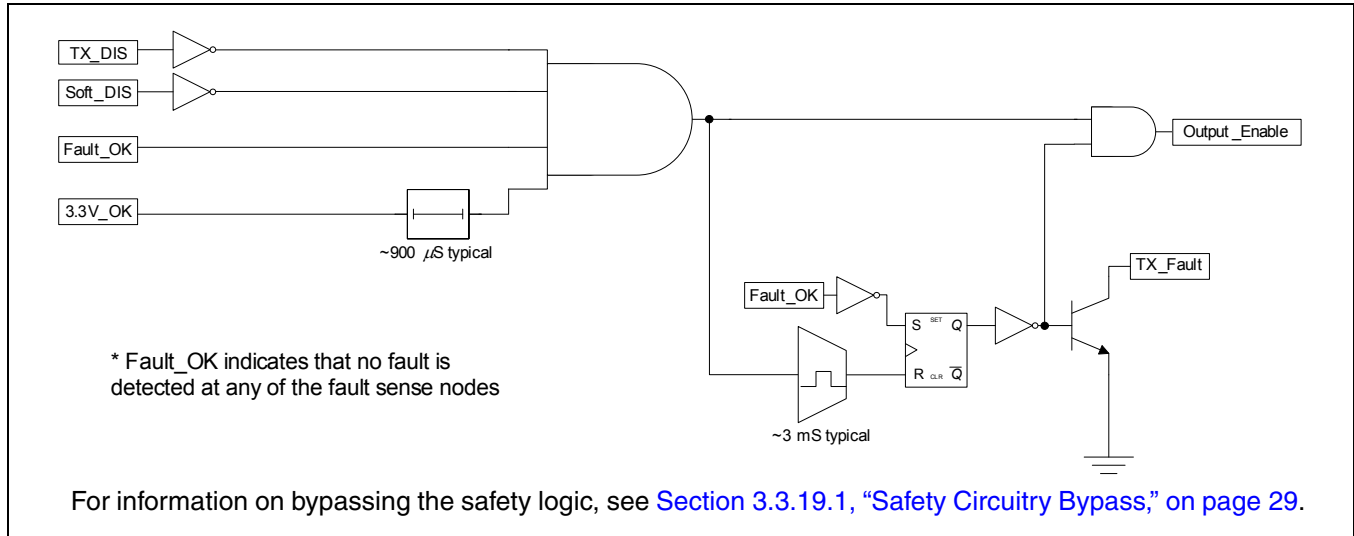 TX_DIS
Soft_DIS
Fault_OK
3.3V_OK
~900 µS typical
Output_Enable
TX_Fault
Fault_OK
S SET Q
R CLR Q̅
~3 mS typical
* Fault_OK indicates that no fault is
detected at any of the fault sense nodes
For information on bypassing the safety logic, see Section 3.3.19.1, “Safety Circuitry Bypass,” on page 29.